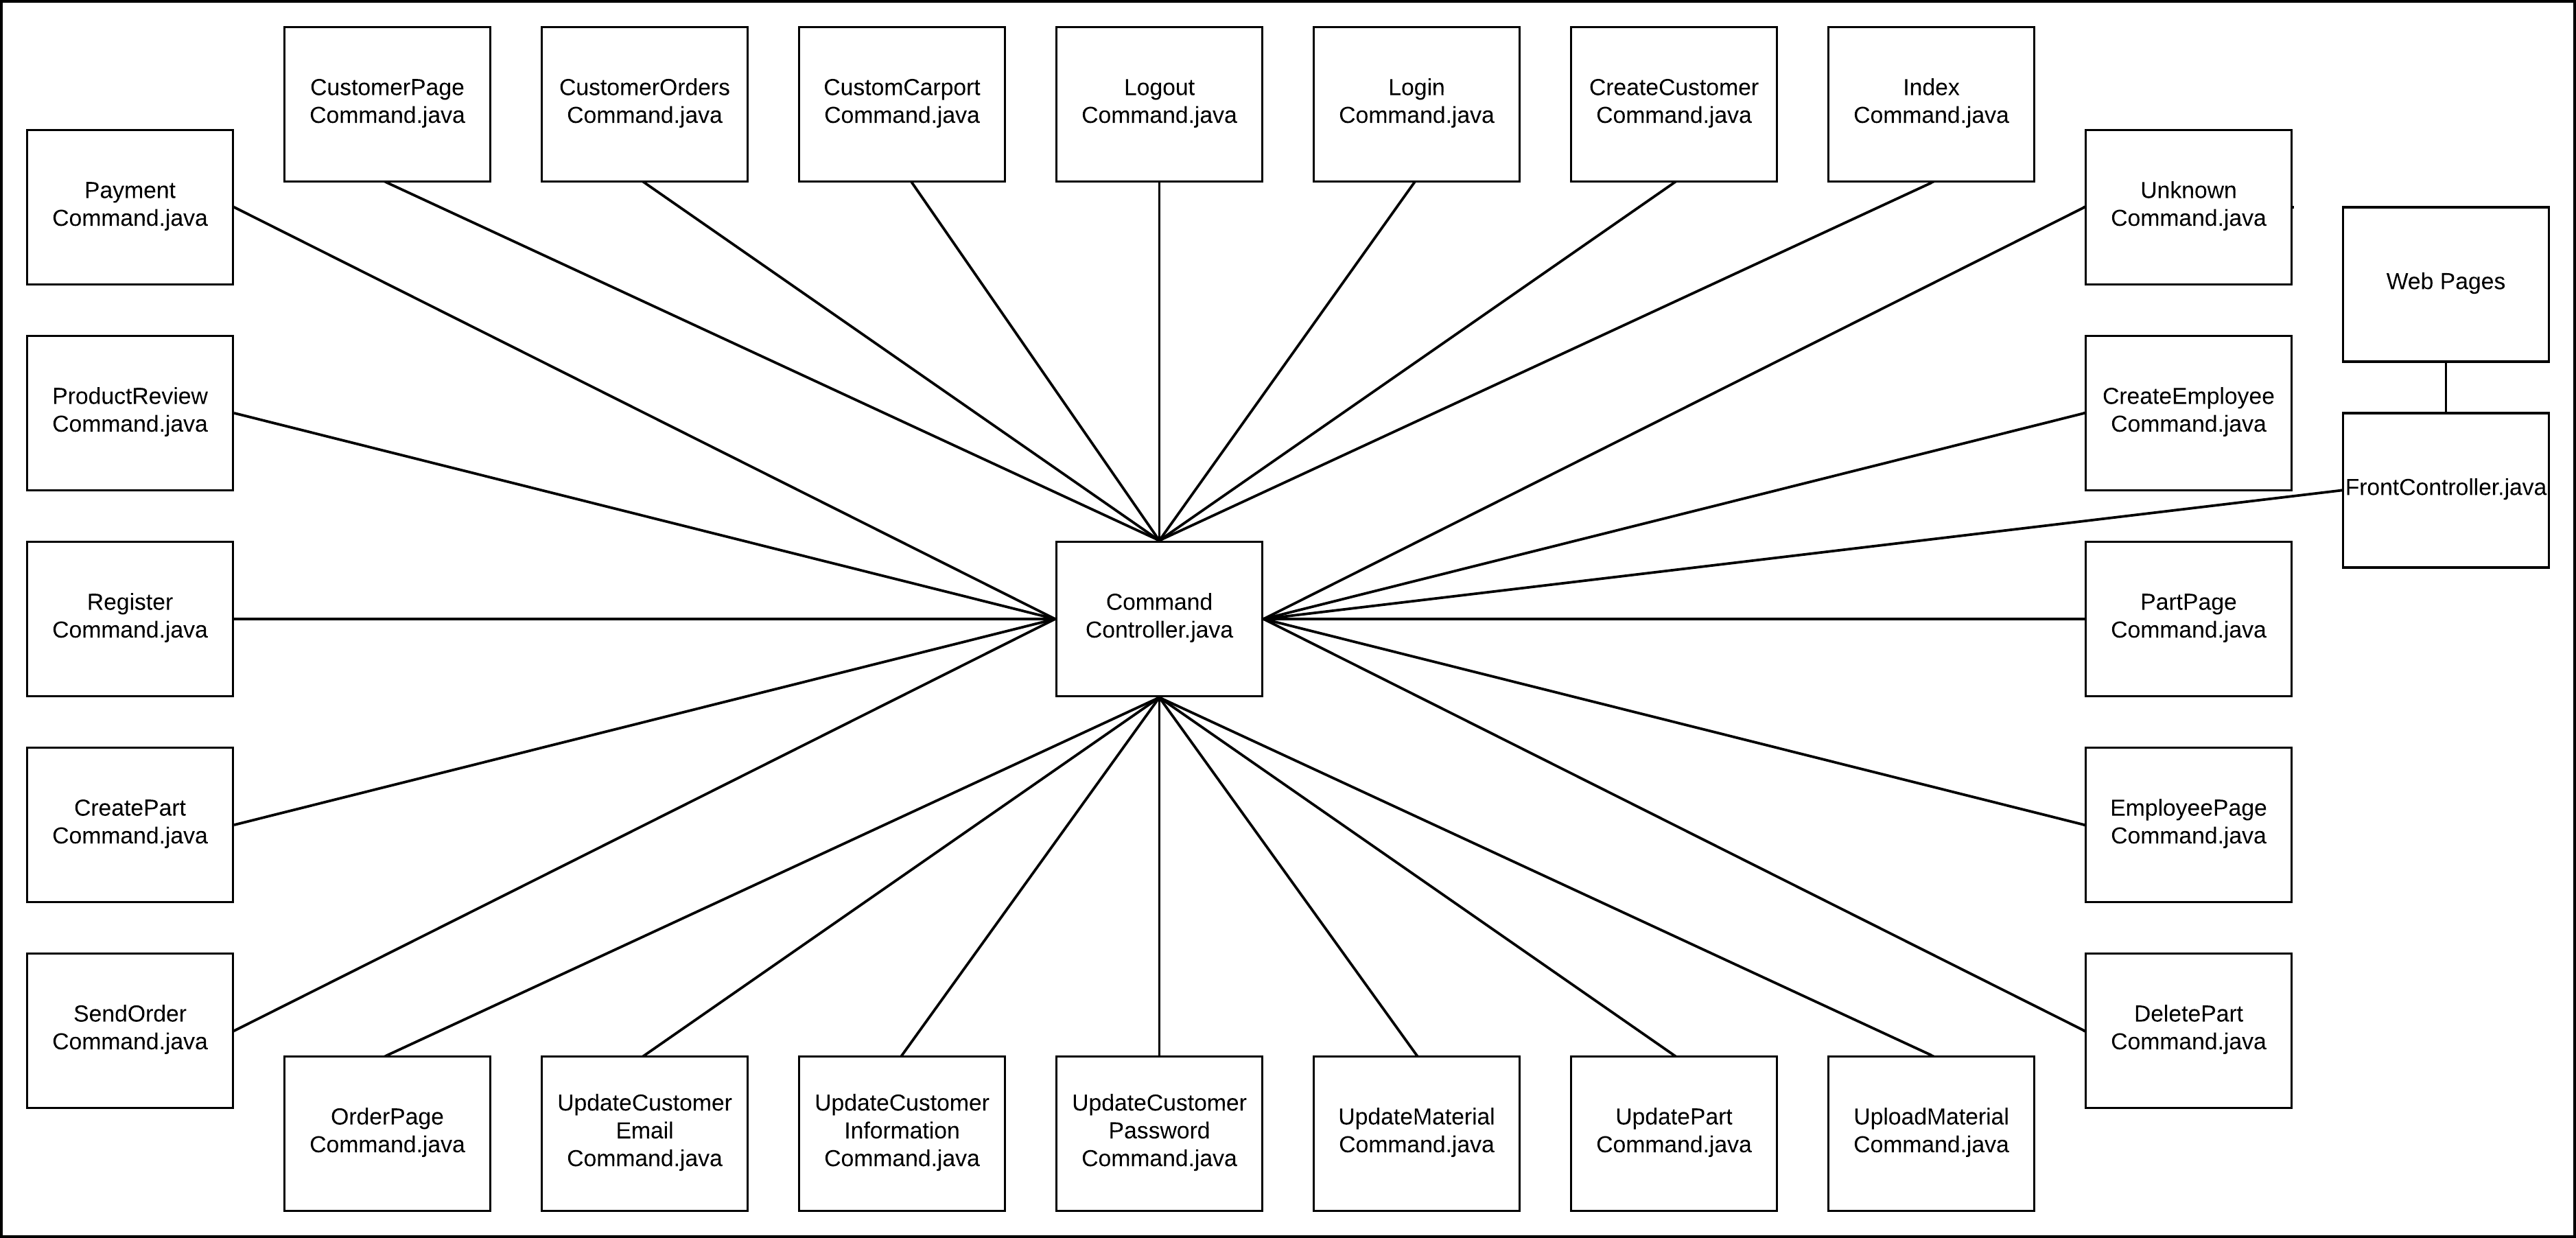 CustomerPage
Command.java
CustomerOrders
Command.java
CustomCarport
Command.java
Logout
Command.java
Login
Command.java
CreateCustomer
Command.java
Index
Command.java
Payment
Command.java
Unknown
Command.java
Web Pages
ProductReview
Command.java
CreateEmployee
Command.java
FrontController.java
Register
Command.java
Command
Controller.java
PartPage
Command.java
CreatePart
Command.java
EmployeePage
Command.java
SendOrder
Command.java
DeletePart
Command.java
OrderPage
Command.java
UpdateCustomer
Email
Command.java
UpdateCustomer
Information
Command.java
UpdateCustomer
Password
Command.java
UpdateMaterial
Command.java
UpdatePart
Command.java
UploadMaterial
Command.java